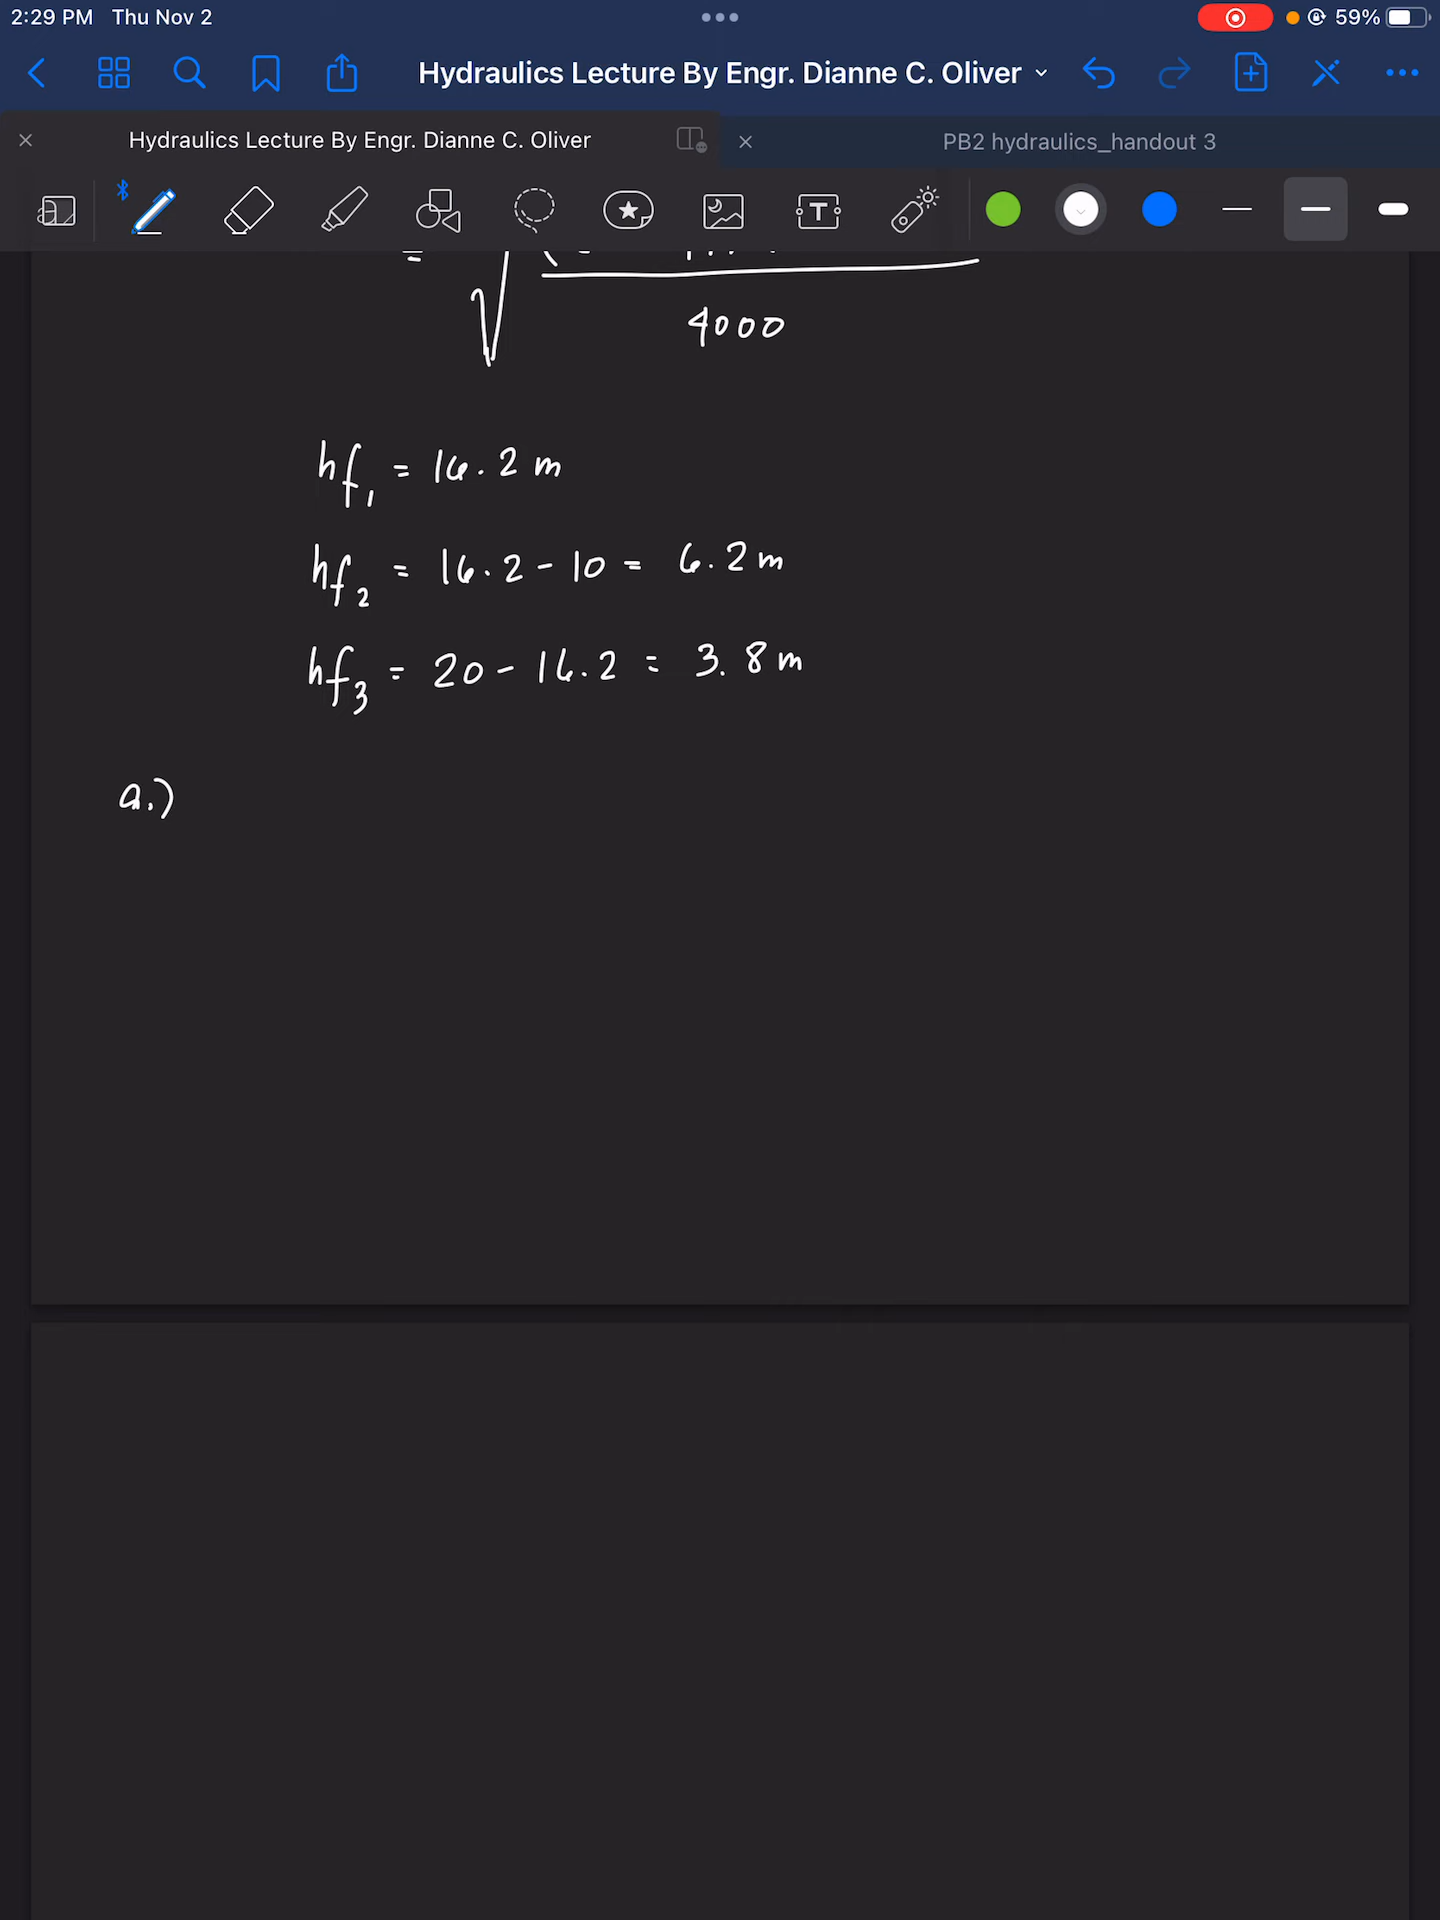 2:29 PM Thu Nov 2
59%
Hydraulics Lecture By Engr. Dianne C. Oliver
Hydraulics Lecture By Engr. Dianne C. Oliver
PB2 hydraulics_handout 3
= √
4000
hf₁ = 16.2 m
hf₂ = 16.2 - 10 = 6.2 m
hf₃ = 20 - 16.2 = 3.8 m
a.)